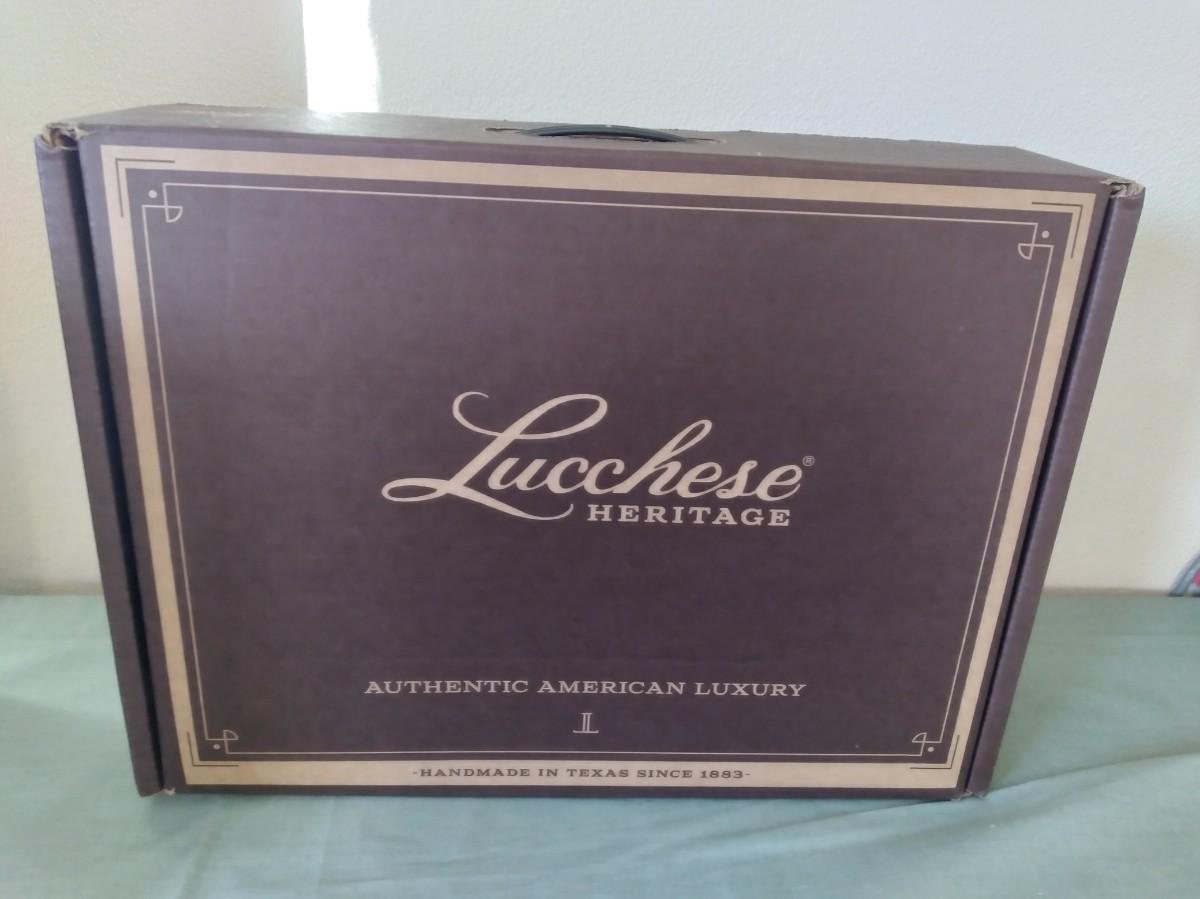 Lucchese®
HERITAGE
AUTHENTIC AMERICAN LUXURY
L
-HANDMADE IN TEXAS SINCE 1883-